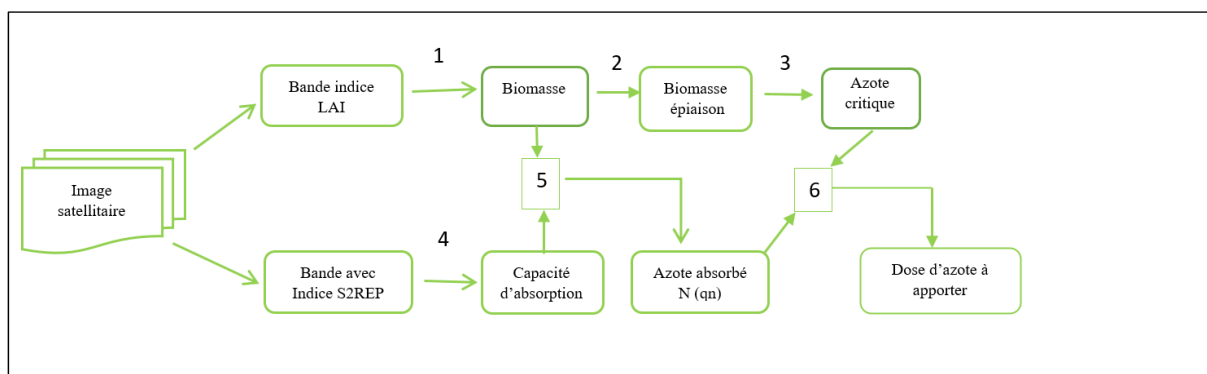 1
2
3
Bande indice
LAI
Biomasse
Biomasse
épiaison
Azote
critique
Image
satellitaire
5
6
4
Bande avec
Indice S2REP
Capacité
d’absorption
Azote absorbé
N (qn)
Dose d’azote à
apporter